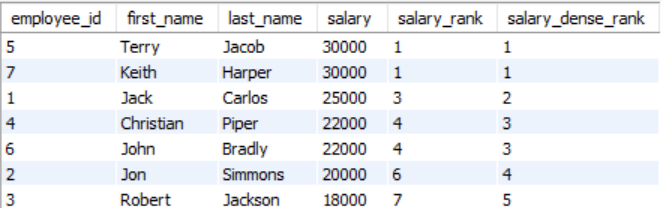 employee_id first_name last_name salary salary_rank salary_dense_rank
5 Terry Jacob 30000 1 1
7 Keith Harper 30000 1 1
1 Jack Carlos 25000 3 2
4 Christian Piper 22000 4 3
6 John Bradly 22000 4 3
2 Jon Simmons 20000 6 4
3 Robert Jackson 18000 7 5